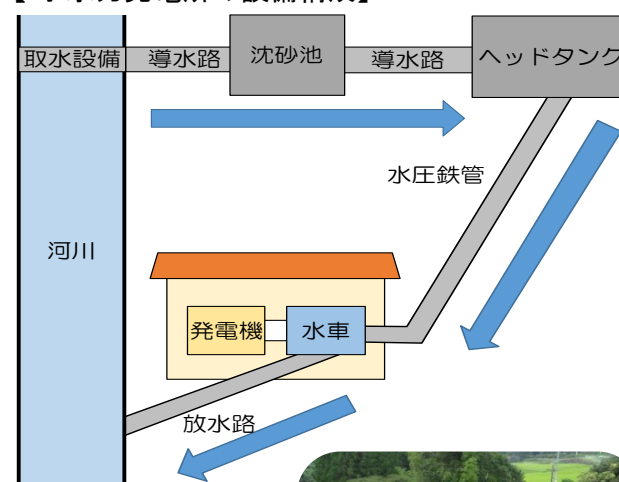 取水設備
導水路
沈砂池
導水路
ヘッドタンク
水圧鉄管
河川
発電機
水車
放水路